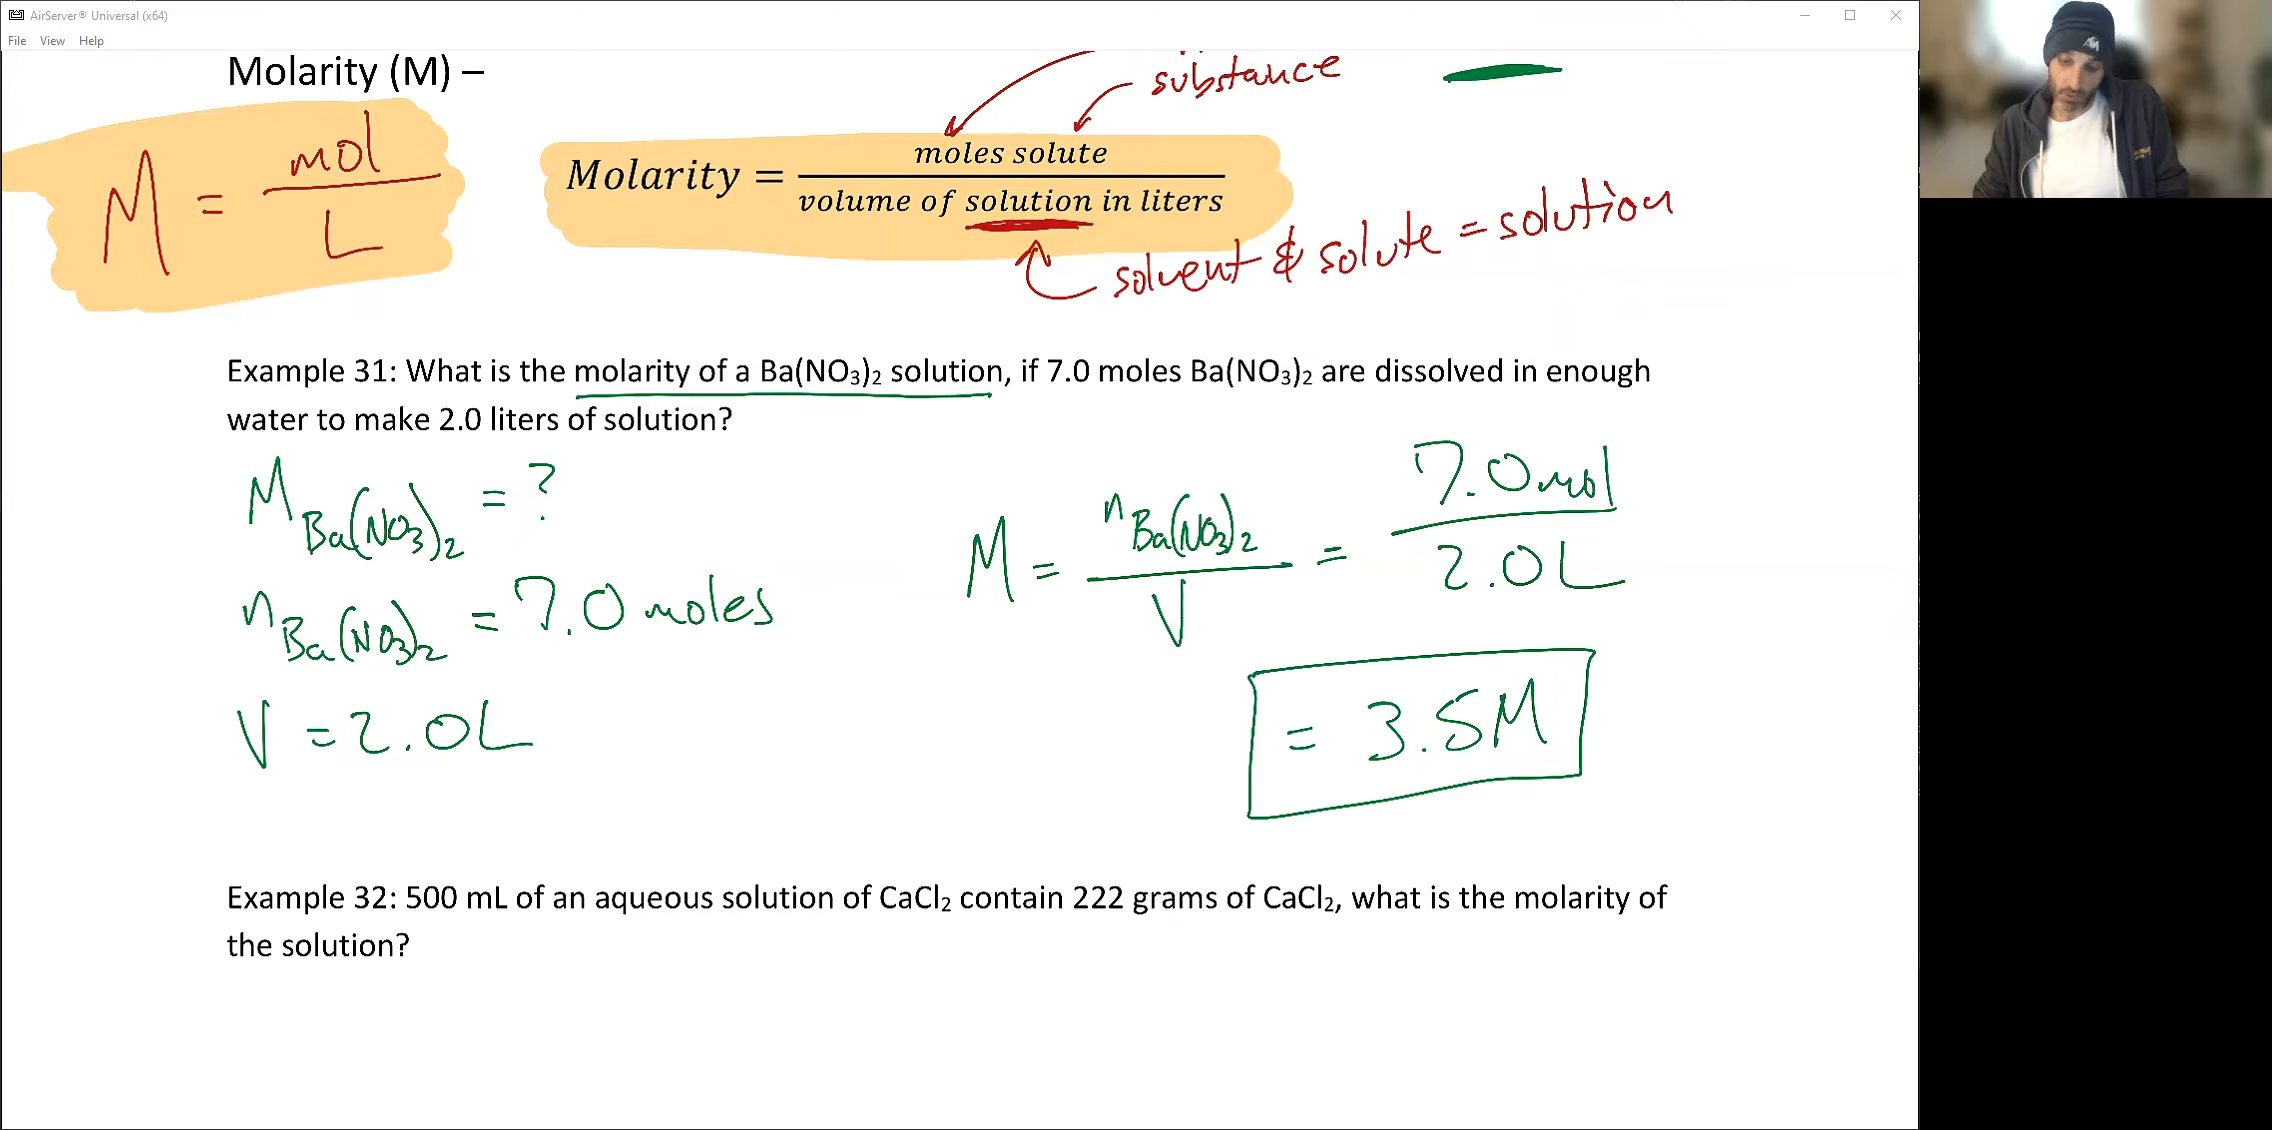 AirServer® Universal (x64)
File View Help
Molarity (M) –
substance
M = mol / L
Molarity = moles solute / volume of solution in liters
solvent & solute = solution
Example 31: What is the molarity of a Ba(NO₃)₂ solution, if 7.0 moles Ba(NO₃)₂ are dissolved in enough
water to make 2.0 liters of solution?
M Ba(NO₃)₂ = ?
n Ba(NO₃)₂ = 7.0 moles
V = 2.0L
M = n Ba(NO₃)₂ / V = 7.0 mol / 2.0L
= 3.5M
Example 32: 500 mL of an aqueous solution of CaCl₂ contain 222 grams of CaCl₂, what is the molarity of
the solution?